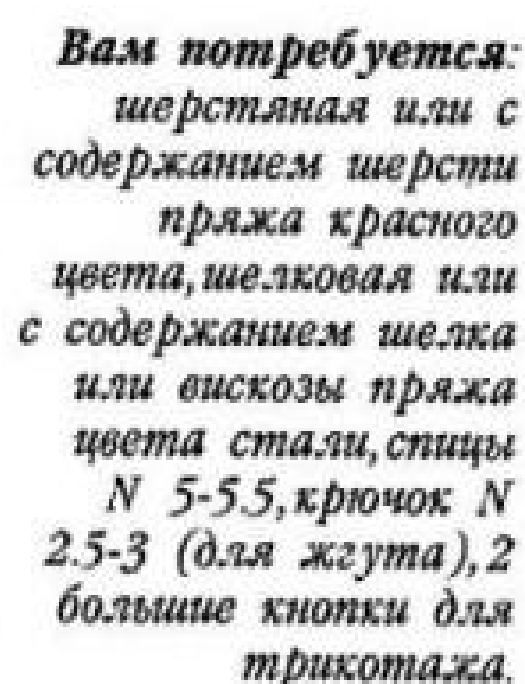 Вам потребуется:
шерстяная или с
содержанием шерсти
пряжа красного
цвета, шелковая или
с содержанием шелка
или вискозы пряжа
цвета стали, спицы
N 5-5.5, крючок N
2.5-3 (для жгута), 2
большие кнопки для
трикотажа.